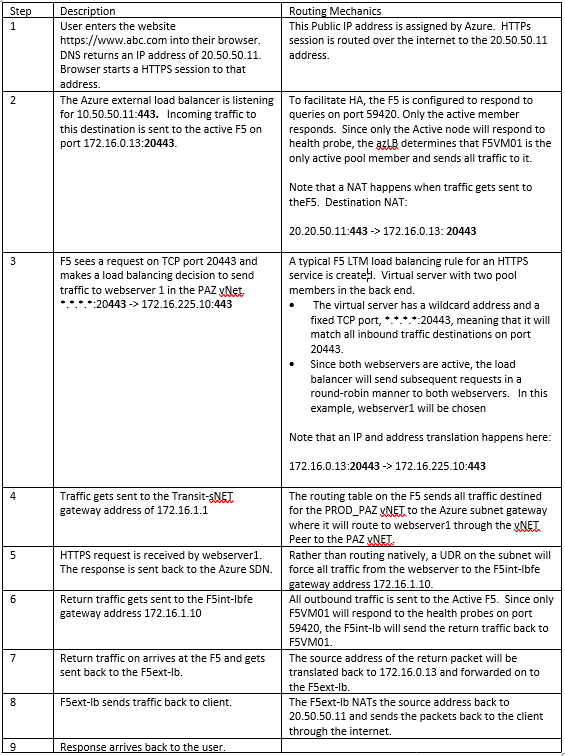 Step
Description
Routing Mechanics
1
User enters the website
https://www.abc.com into their browser.
DNS returns an IP address of 20.50.50.11.
Browser starts a HTTPS session to that
address.
This Public IP address is assigned by Azure. HTTPs
session is routed over the internet to the 20.50.50.11
address.
2
The Azure external load balancer is listening
for 10.50.50.11:443. Incoming traffic to
this destination is sent to the active F5 on
port 172.16.0.13:20443.
To facilitate HA, the F5 is configured to respond to
queries on port 59420. Only the active member
responds. Since only the Active node will respond to
health probe, the azLB determines that F5VM01 is the
only active pool member and sends all traffic to it.
Note that a NAT happens when traffic gets sent to
theF5. Destination NAT:
20.20.50.11:443 -> 172.16.0.13: 20443
3
F5 sees a request on TCP port 20443 and
makes a load balancing decision to send
traffic to webserver 1 in the PAZ vNet.
*.*.*.*:20443 -> 172.16.225.10:443
A typical F5 LTM load balancing rule for an HTTPS
service is created. Virtual server with two pool
members in the back end.
• The virtual server has a wildcard address and a
fixed TCP port, *.*.*.*:20443, meaning that it will
match all inbound traffic destinations on port
20443.
• Since both webservers are active, the load
balancer will send subsequent requests in a
round-robin manner to both webservers. In this
example, webserver1 will be chosen
Note that an IP and address translation happens here:
172.16.0.13:20443 -> 172.16.225.10:443
4
Traffic gets sent to the Transit-sNET
gateway address of 172.16.1.1
The routing table on the F5 sends all traffic destined
for the PROD_PAZ vNET to the Azure subnet gateway
where it will route to webserver1 through the vNET
Peer to the PAZ vNET.
5
HTTPS request is received by webserver1.
The response is sent back to the Azure SDN.
Rather than routing natively, a UDR on the subnet will
force all traffic from the webserver to the F5int-lbfe
gateway address 172.16.1.10.
6
Return traffic gets sent to the F5int-lbfe
gateway address 172.16.1.10
All outbound traffic is sent to the Active F5. Since only
F5VM01 will respond to the health probes on port
59420, the F5int-lb will send the return traffic back to
F5VM01.
7
Return traffic on arrives at the F5 and gets
sent back to the F5ext-lb.
The source address of the return packet will be
translated back to 172.16.0.13 and forwarded on to
the F5ext-lb.
8
F5ext-lb sends traffic back to client.
The F5ext-lb NATs the source address back to
20.50.50.11 and sends the packets back to the client
through the internet.
9
Response arrives back to the user.